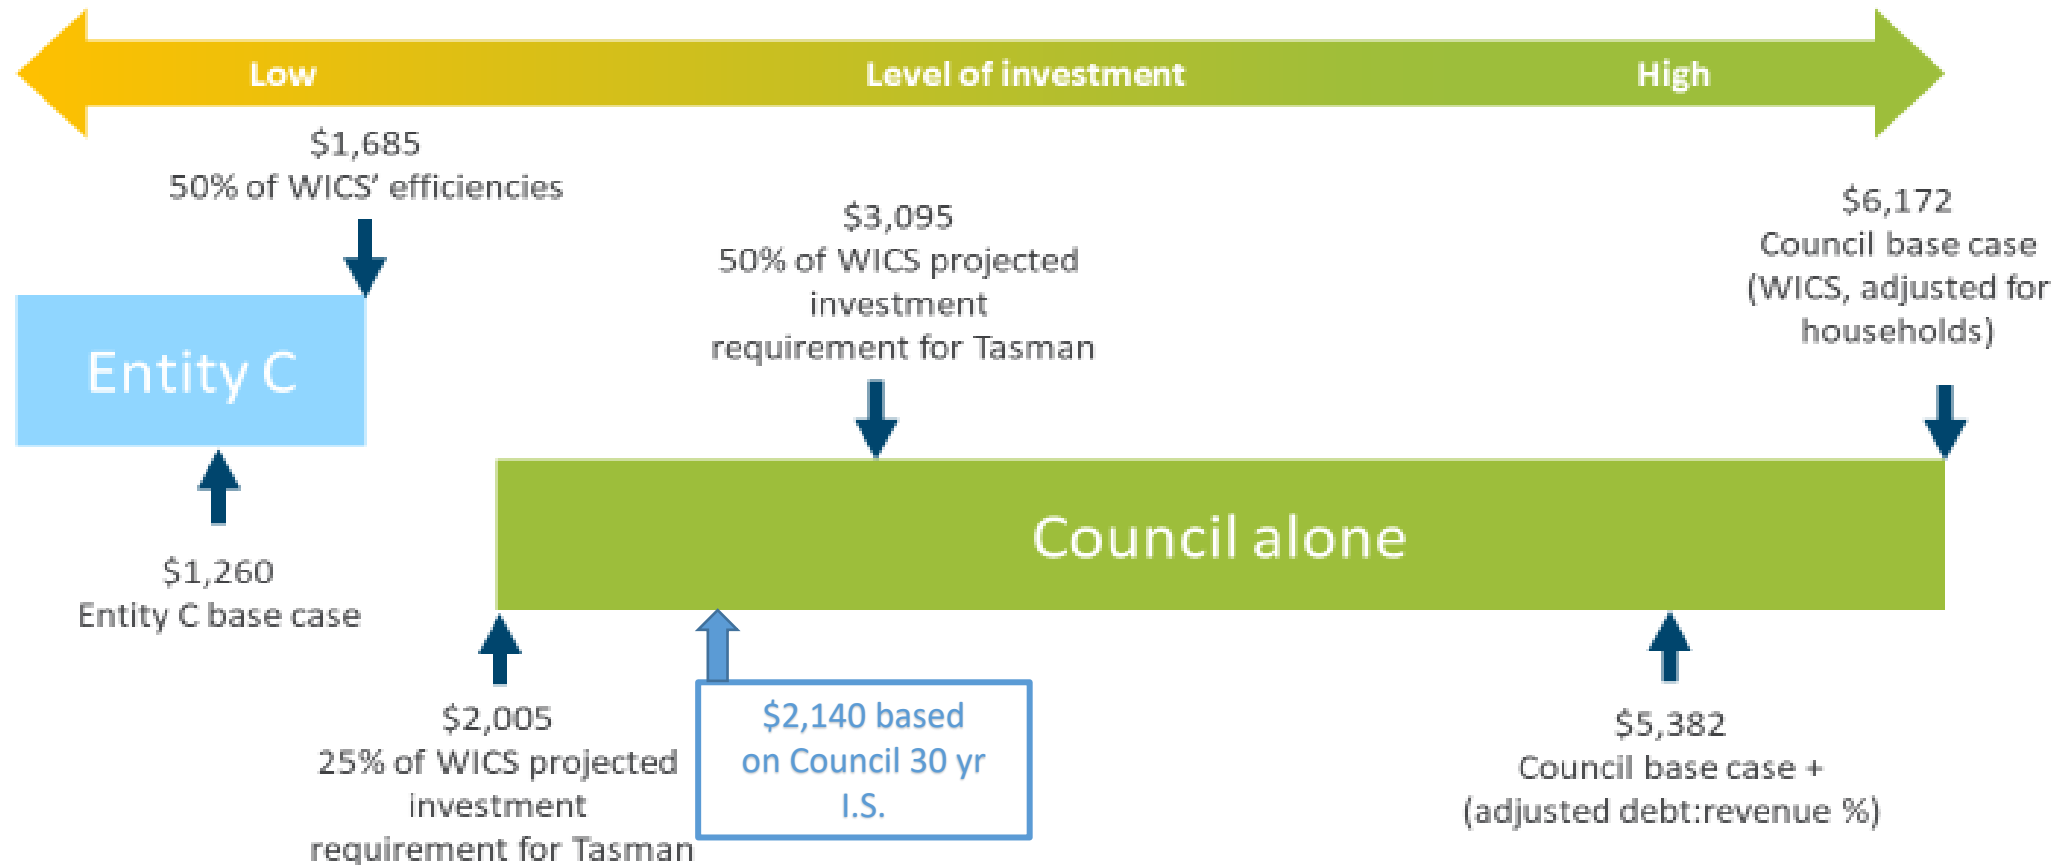 Low
Level of investment
High
$1,685
50% of WICS' efficiencies
$3,095
50% of WICS projected
investment
requirement for Tasman
$6,172
Council base case
(WICS, adjusted for
households)
Entity C
Council alone
$1,260
Entity C base case
$2,005
25% of WICS projected
investment
requirement for Tasman
$2,140 based
on Council 30 yr
I.S.
$5,382
Council base case +
(adjusted debt:revenue %)